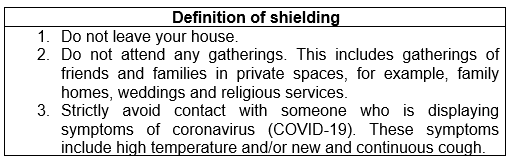 Definition of shielding
1. Do not leave your house.
2. Do not attend any gatherings. This includes gatherings of
friends and families in private spaces, for example, family
homes, weddings and religious services.
3. Strictly avoid contact with someone who is displaying
symptoms of coronavirus (COVID-19). These symptoms
include high temperature and/or new and continuous cough.